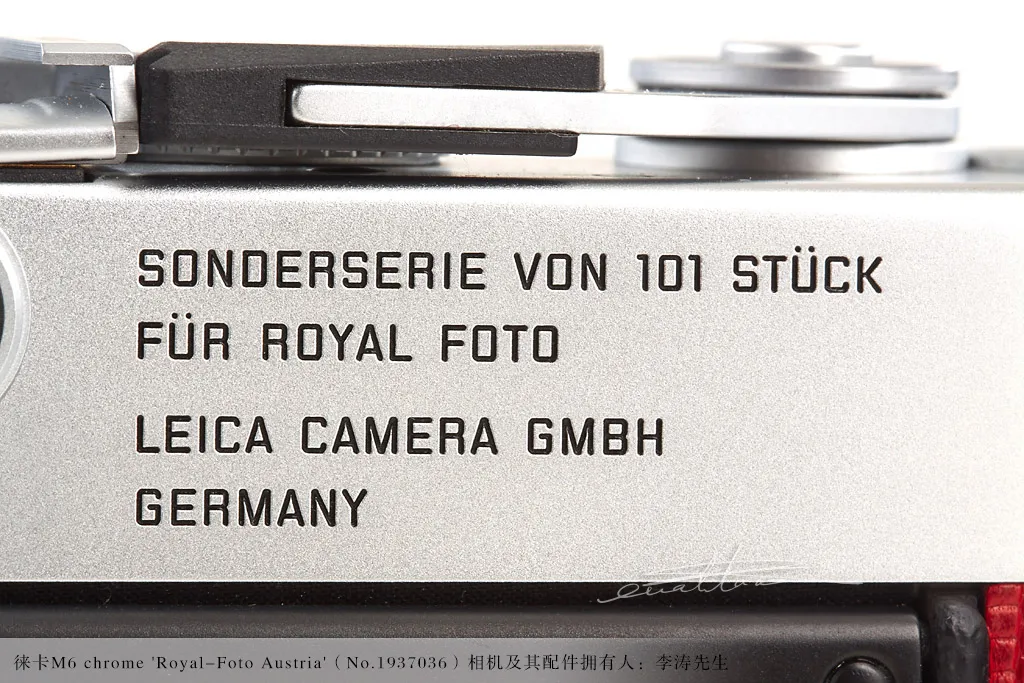 SONDERSERIE VON 101 STÜCK
FÜR ROYAL FOTO
LEICA CAMERA GMBH
GERMANY
徕卡M6 chrome 'Royal-Foto Austria'（No.1937036）相机及其配件拥有人：李涛先生